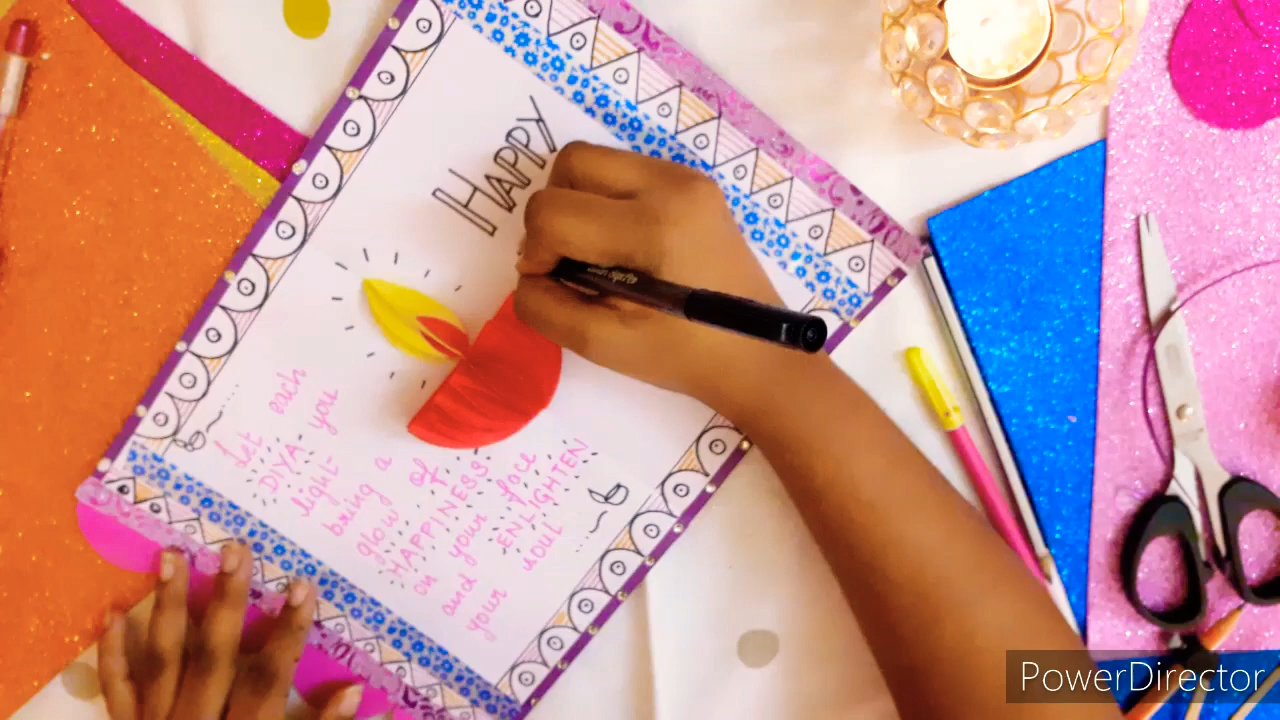 HAPPY
Let each
DIYA you
light
bring a
glow of
HAPPINESS
on your face
and ENLIGHTEN
your soul
PowerDirector